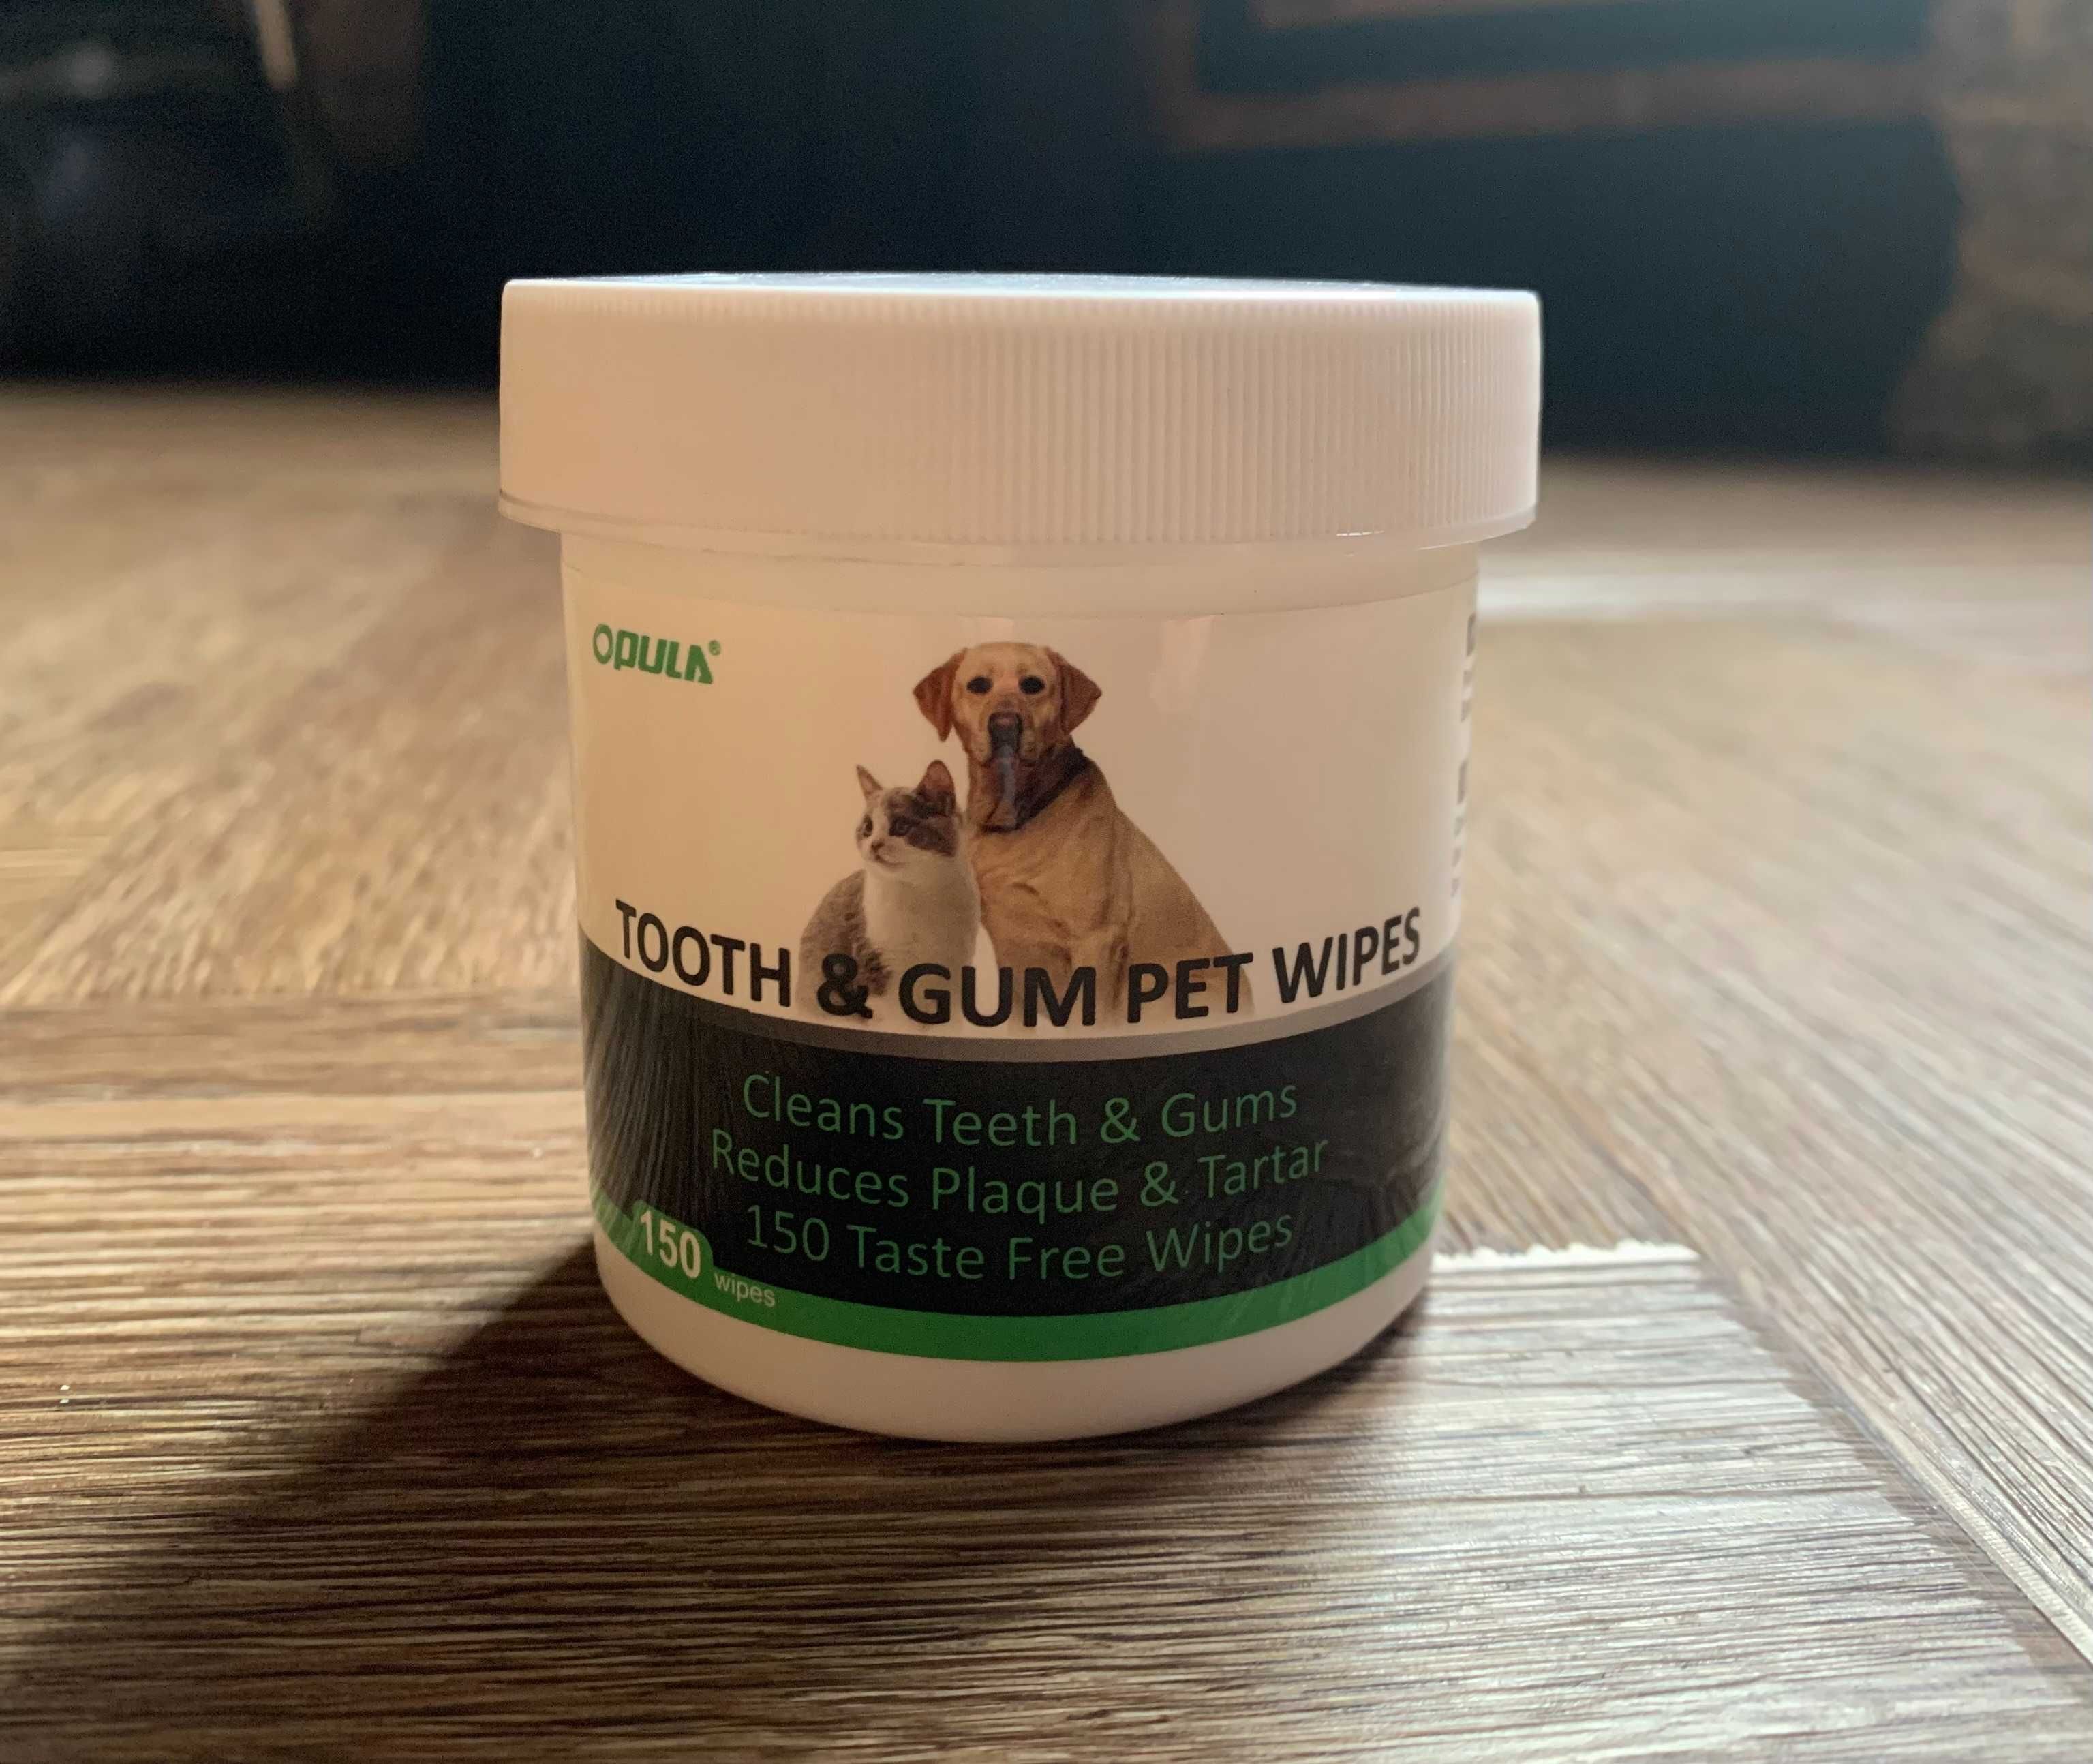 OPULA®
TOOTH & GUM PET WIPES
Cleans Teeth & Gums
Reduces Plaque & Tartar
150 Taste Free Wipes
150 wipes